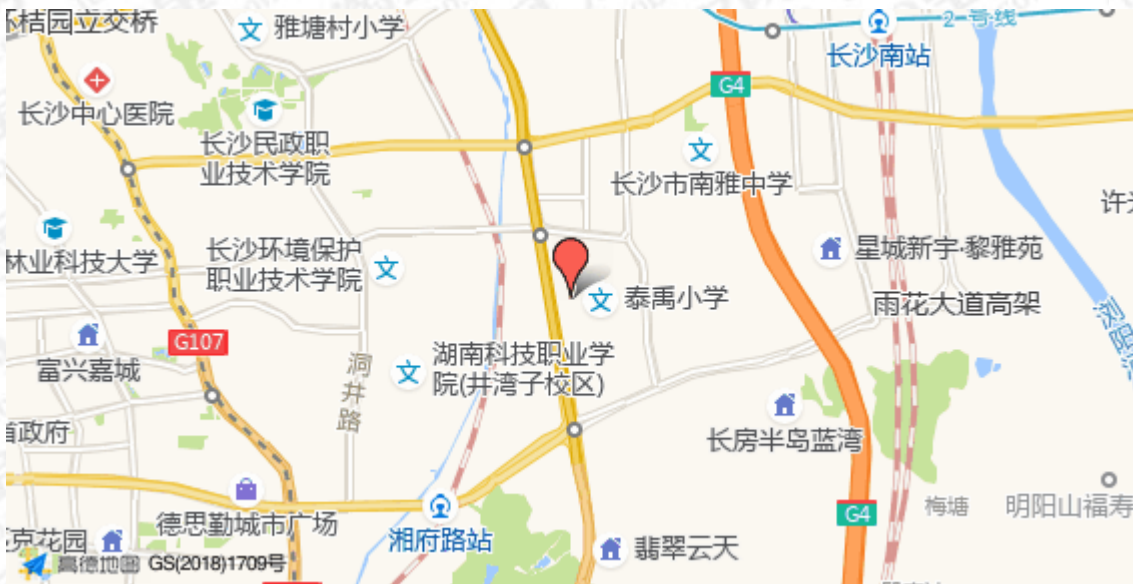 桔园立交桥
雅塘村小学
2号线
长沙南站
G4
长沙中心医院
长沙民政职
业技术学院
文
长沙市南雅中学
林业科技大学
长沙环境保护
职业技术学院
文
星城新宇·黎雅苑
文
泰禹小学
雨花大道高架
G107
富兴嘉城
洞井路
文
湖南科技职业学
院(井湾子校区)
长房半岛蓝湾
省政府
德思勤城市广场
湘府路站
G4
梅塘
明阳山福寿
克花园
翡翠云天
高德地图 GS(2018)1709号